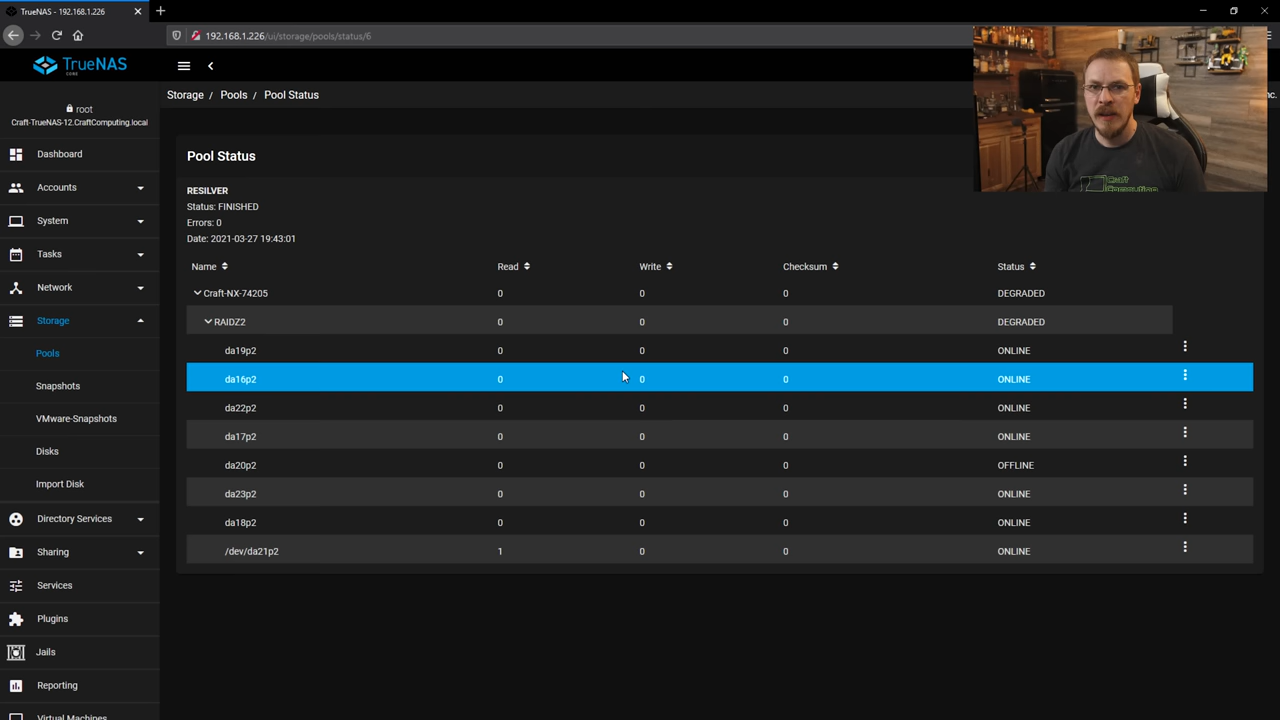 TrueNAS - 192.168.1.226
192.168.1.226/ui/storage/pools/status/6
TrueNAS
CORE
root
Craft-TrueNAS-12.CraftComputing.local
Dashboard
Accounts
System
Tasks
Network
Storage
Pools
Snapshots
VMware-Snapshots
Disks
Import Disk
Directory Services
Sharing
Services
Plugins
Jails
Reporting
Virtual Machines
Storage / Pools / Pool Status
Pool Status
RESILVER
Status: FINISHED
Errors: 0
Date: 2021-03-27 19:43:01
Name Read Write Checksum Status
Craft-NX-74205 0 0 0 DEGRADED
RAIDZ2 0 0 0 DEGRADED
da19p2 0 0 0 ONLINE
da16p2 0 0 0 ONLINE
da22p2 0 0 0 ONLINE
da17p2 0 0 0 ONLINE
da20p2 0 0 0 OFFLINE
da23p2 0 0 0 ONLINE
da18p2 0 0 0 ONLINE
/dev/da21p2 1 0 0 ONLINE
Craft
Computing
nc.